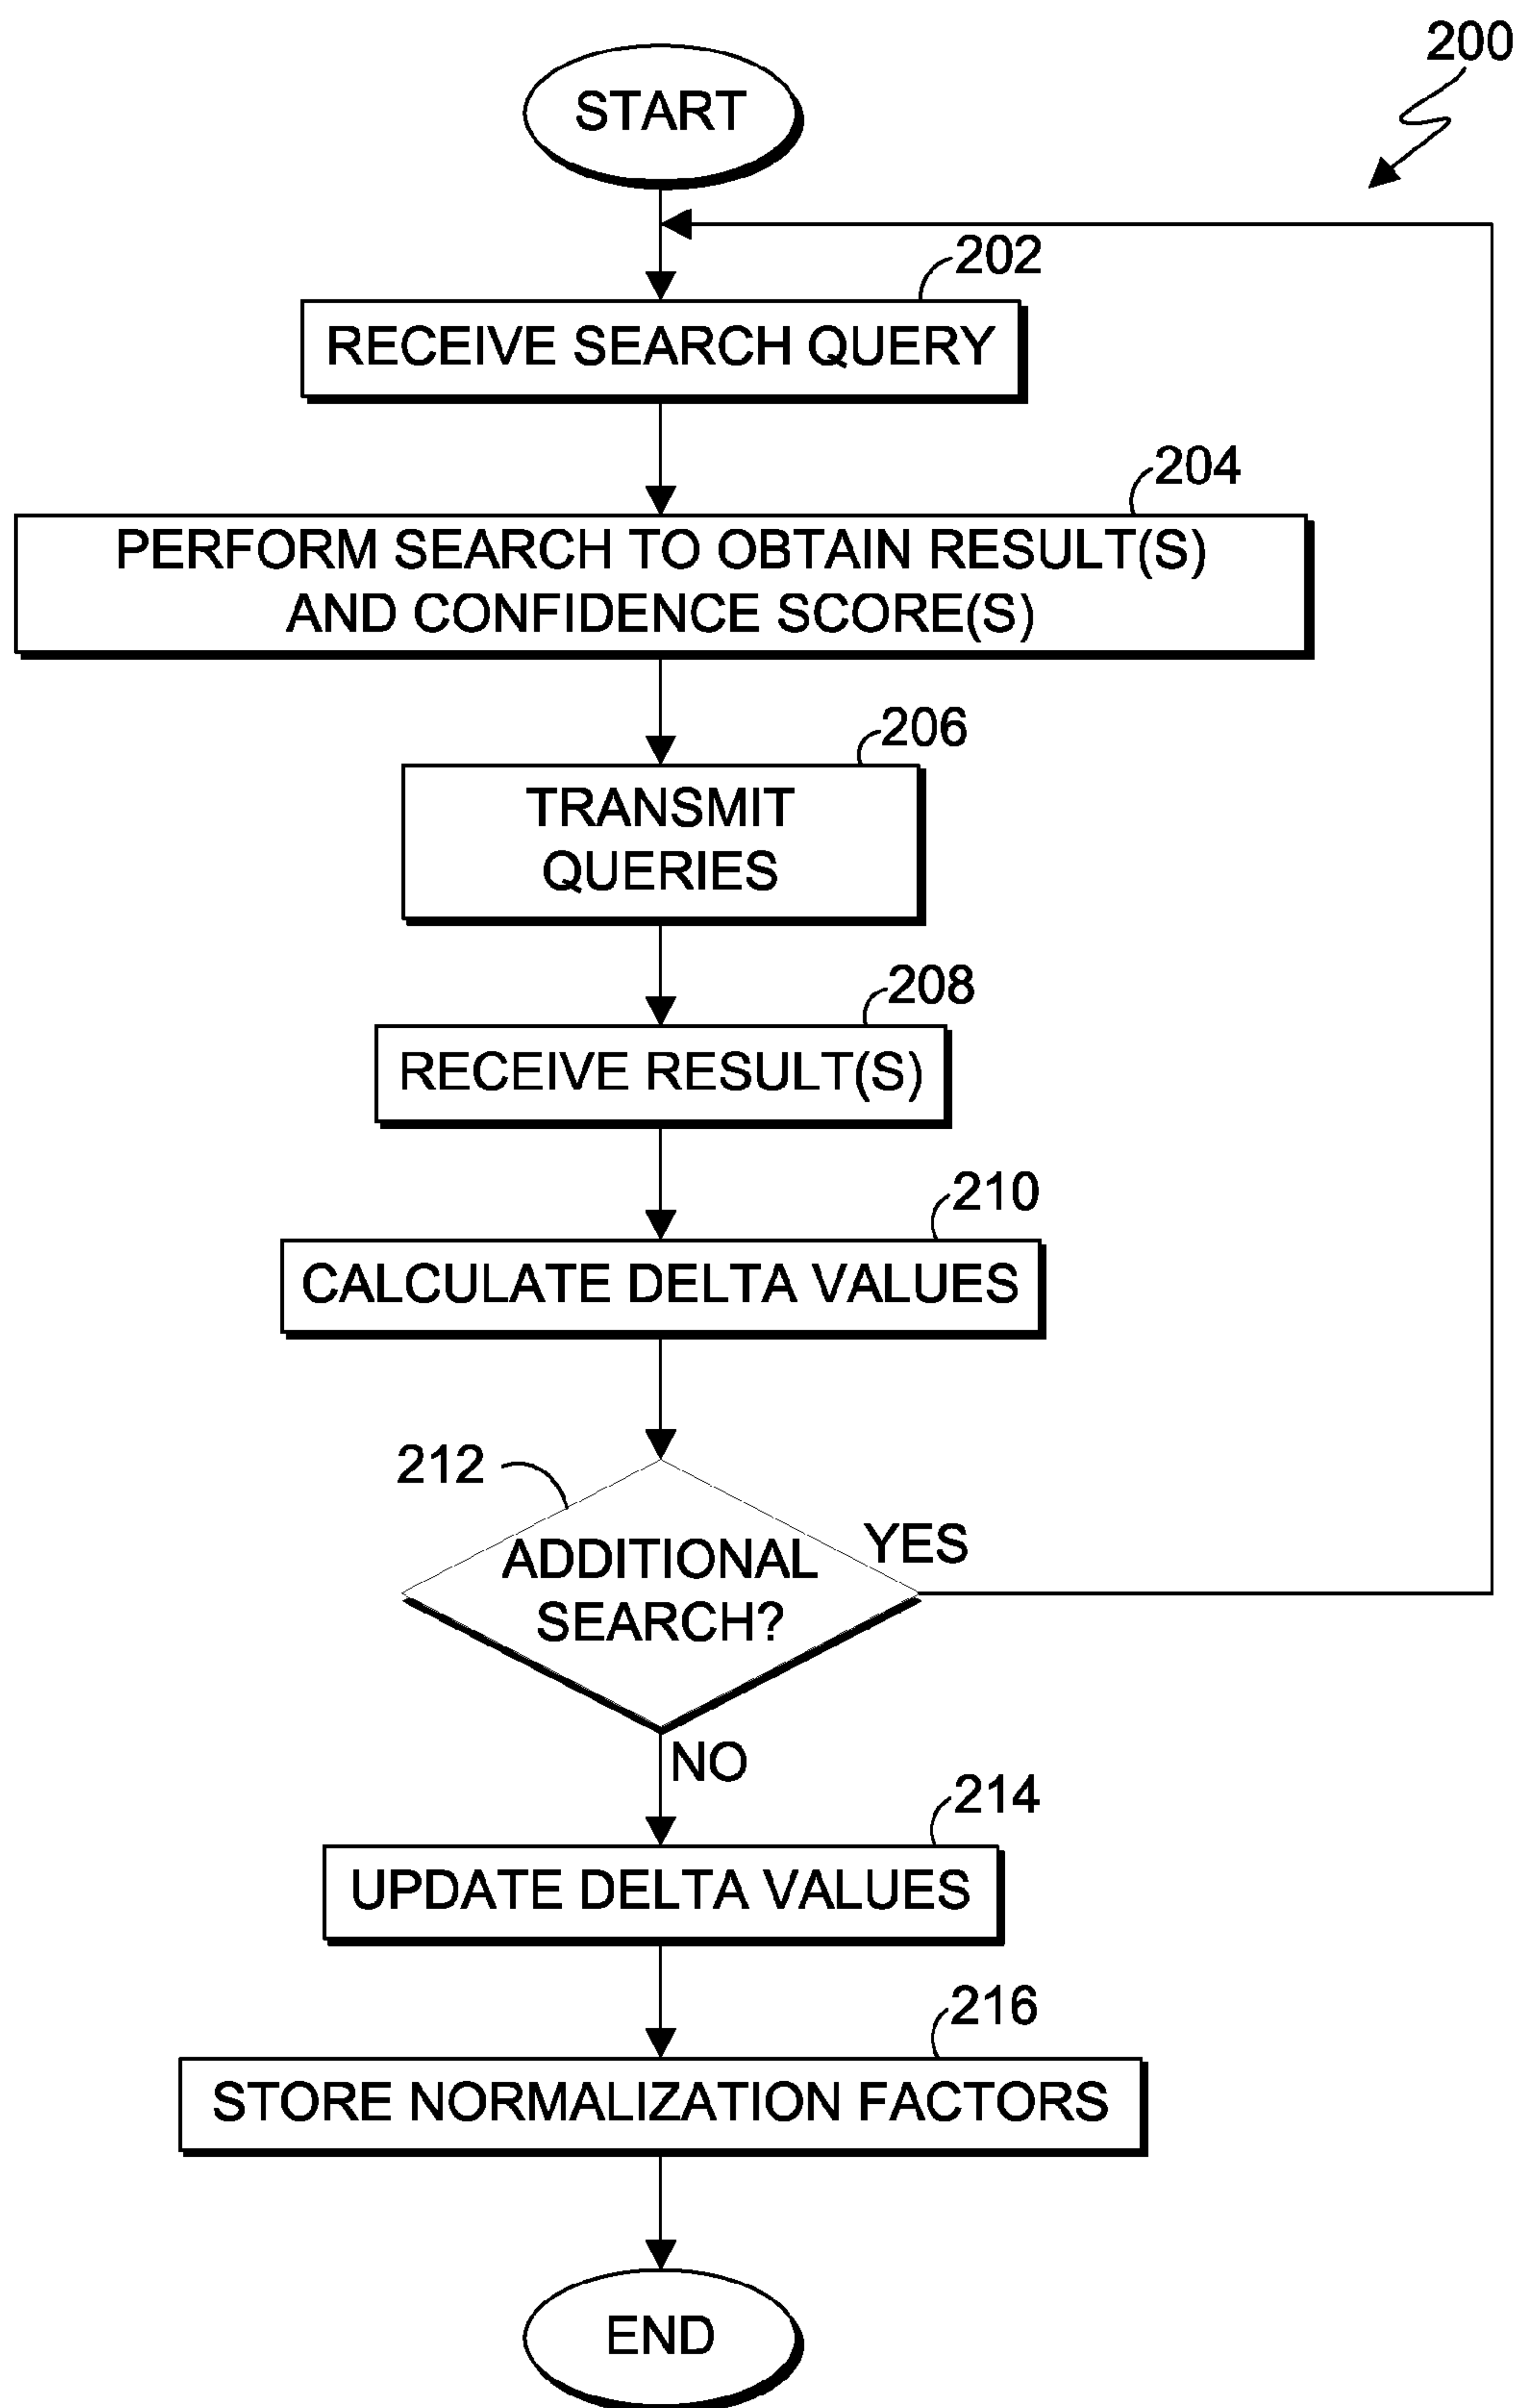 200
START
202
RECEIVE SEARCH QUERY
204
PERFORM SEARCH TO OBTAIN RESULT(S)
AND CONFIDENCE SCORE(S)
206
TRANSMIT
QUERIES
208
RECEIVE RESULT(S)
210
CALCULATE DELTA VALUES
212
ADDITIONAL
SEARCH?
YES
NO
214
UPDATE DELTA VALUES
216
STORE NORMALIZATION FACTORS
END